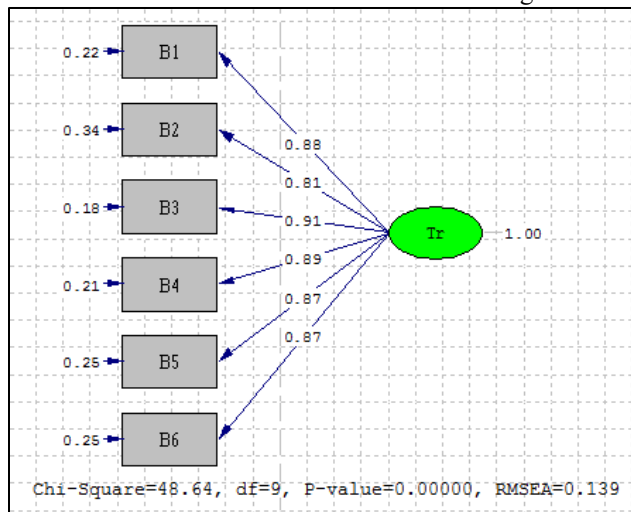 0.22 B1
0.88
0.34 B2
0.81
0.18 B3
0.91
Tr 1.00
0.89
0.21 B4
0.87
0.25 B5
0.87
0.25 B6
Chi-Square=48.64, df=9, P-value=0.00000, RMSEA=0.139